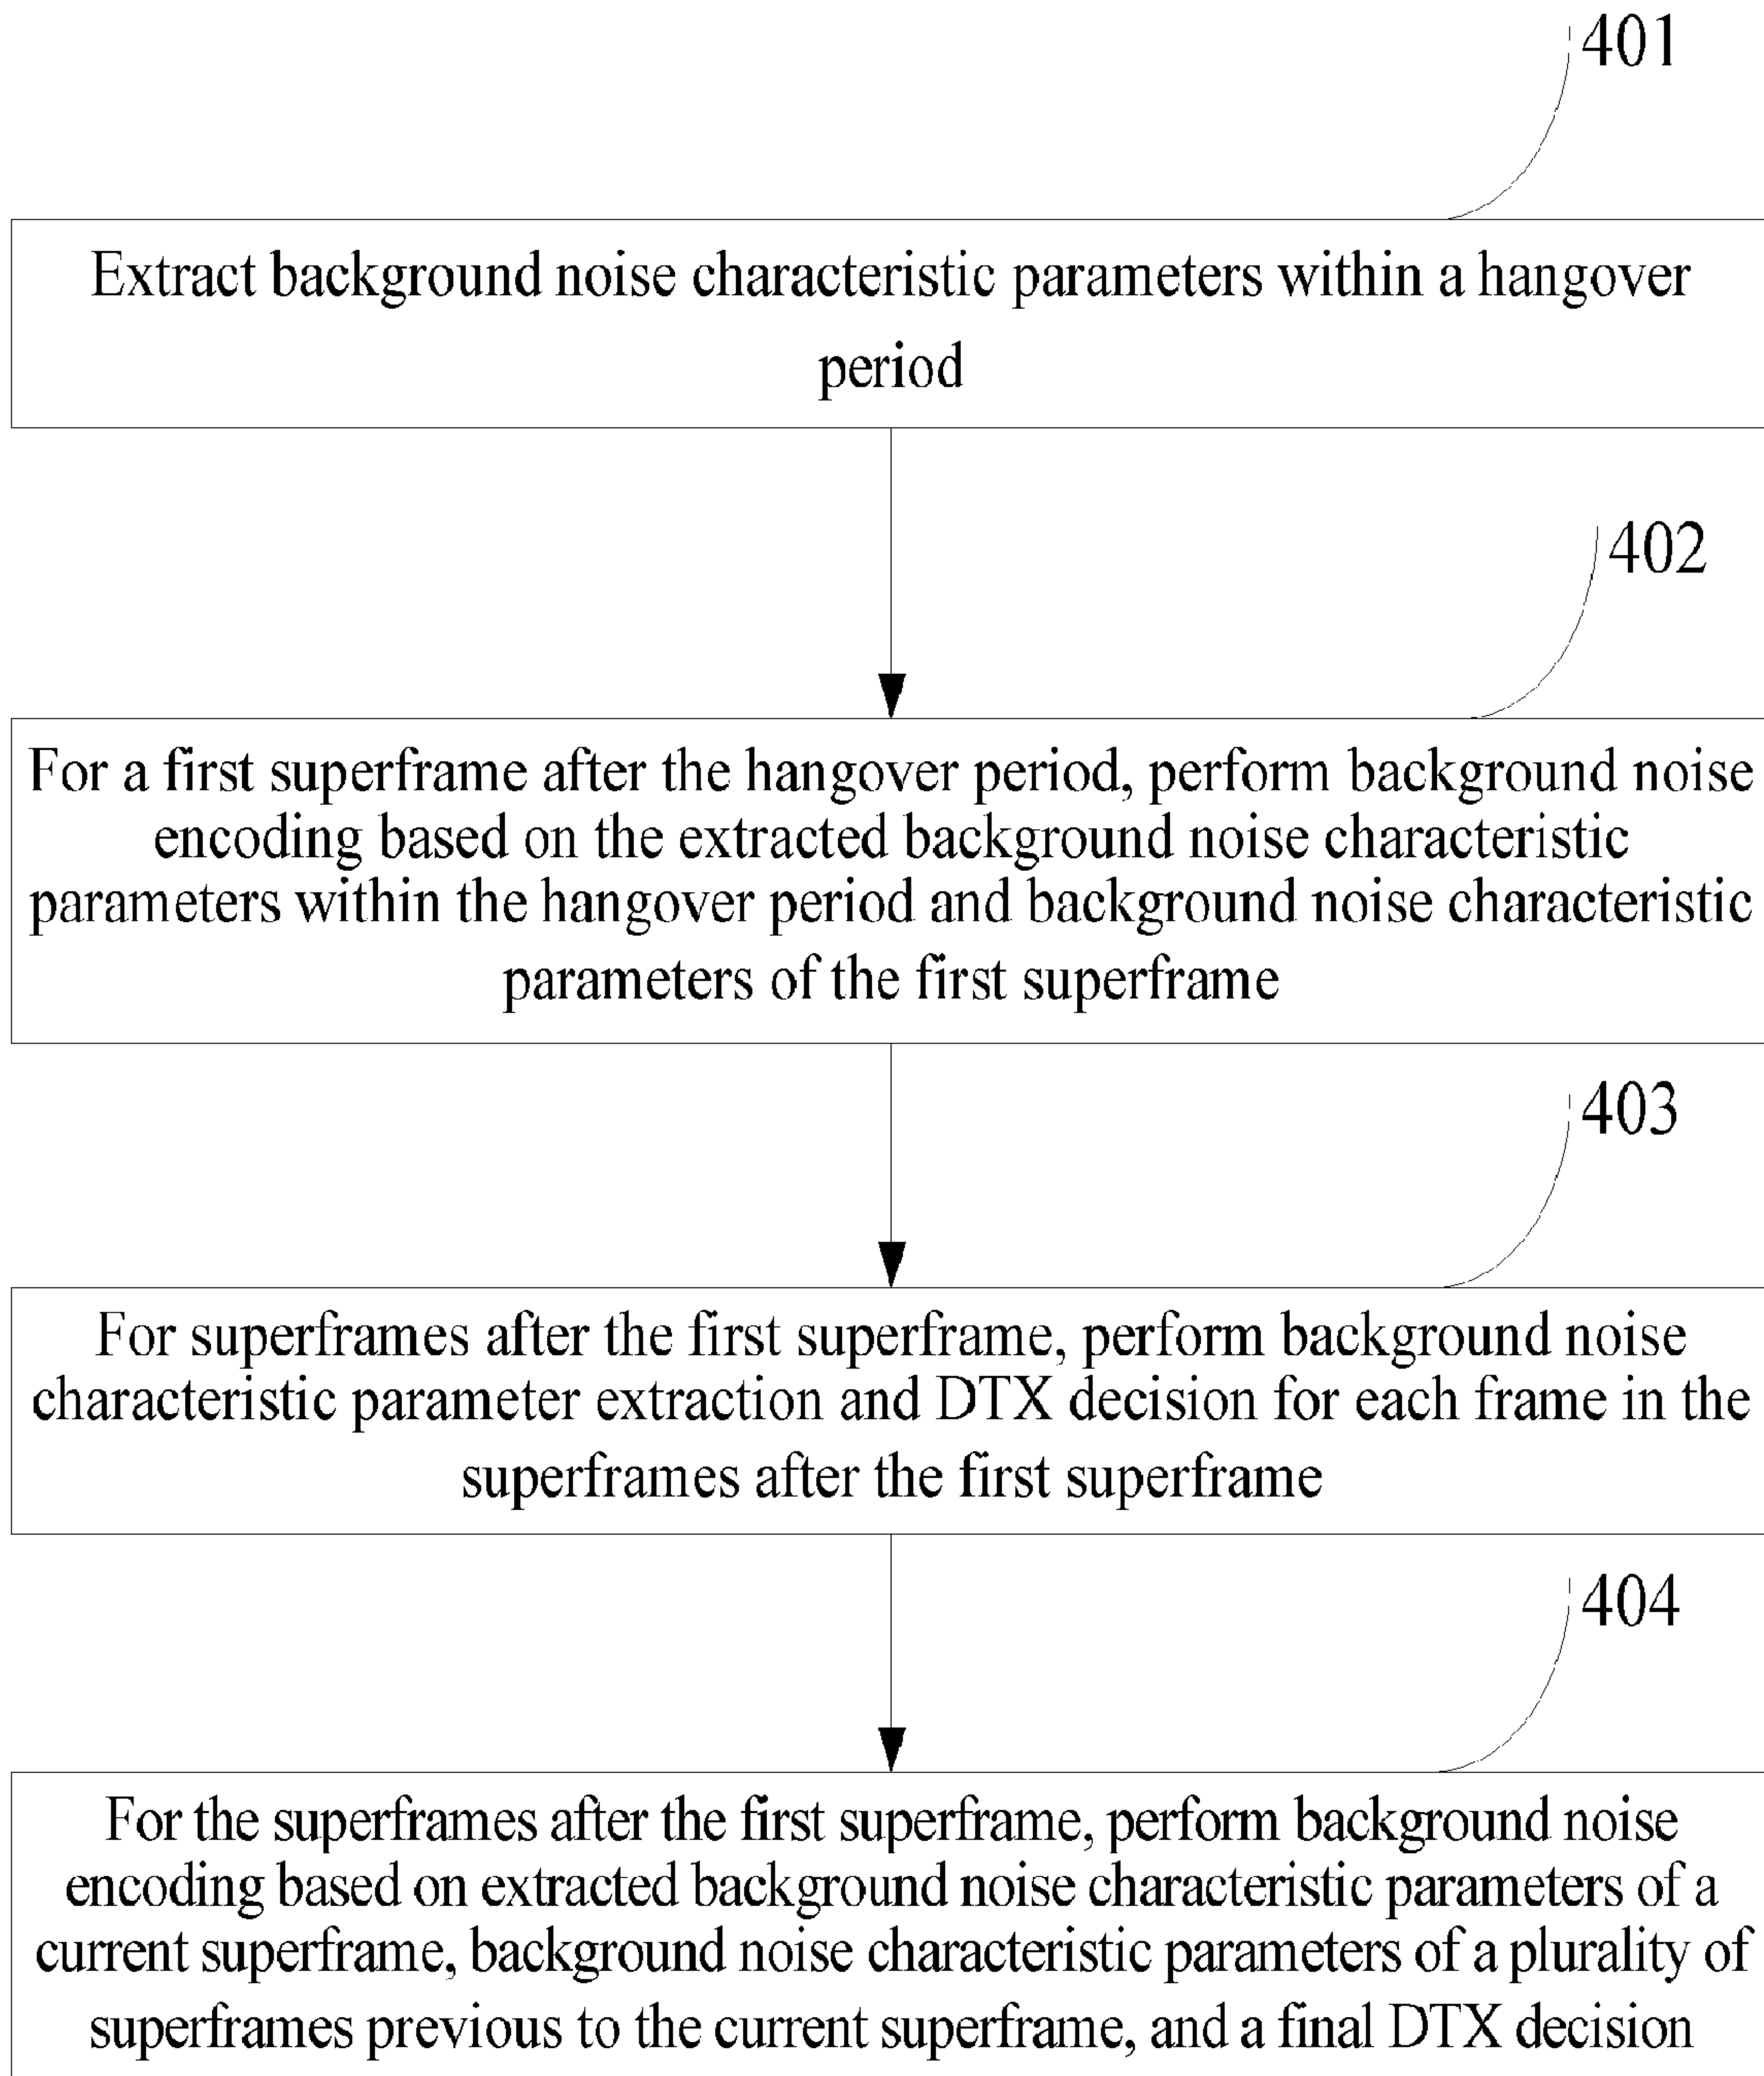 401
Extract background noise characteristic parameters within a hangover
period
402
For a first superframe after the hangover period, perform background noise
encoding based on the extracted background noise characteristic
parameters within the hangover period and background noise characteristic
parameters of the first superframe
403
For superframes after the first superframe, perform background noise
characteristic parameter extraction and DTX decision for each frame in the
superframes after the first superframe
404
For the superframes after the first superframe, perform background noise
encoding based on extracted background noise characteristic parameters of a
current superframe, background noise characteristic parameters of a plurality of
superframes previous to the current superframe, and a final DTX decision